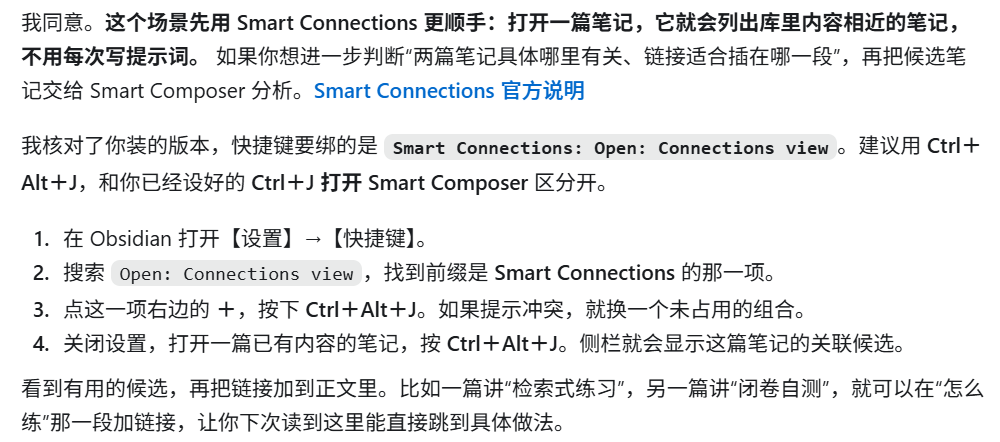 我同意。这个场景先用 Smart Connections 更顺手：打开一篇笔记，它就会列出库里内容相近的笔记，
不用每次写提示词。 如果你想进一步判断“两篇笔记具体哪里有关、链接适合插在哪一段”，再把候选笔
记交给 Smart Composer 分析。Smart Connections 官方说明
我核对了你装的版本，快捷键要绑的是 Smart Connections: Open: Connections view 。建议用 Ctrl＋
Alt＋J，和你已经设好的 Ctrl＋J 打开 Smart Composer 区分开。
1. 在 Obsidian 打开【设置】→【快捷键】。
2. 搜索 Open: Connections view ，找到前缀是 Smart Connections 的那一项。
3. 点这一项右边的 ＋，按下 Ctrl＋Alt＋J。如果提示冲突，就换一个未占用的组合。
4. 关闭设置，打开一篇已有内容的笔记，按 Ctrl＋Alt＋J。侧栏就会显示这篇笔记的关联候选。
看到有用的候选，再把链接加到正文里。比如一篇讲“检索式练习”，另一篇讲“闭卷自测”，就可以在“怎么
练”那一段加链接，让你下次读到这里能直接跳到具体做法。